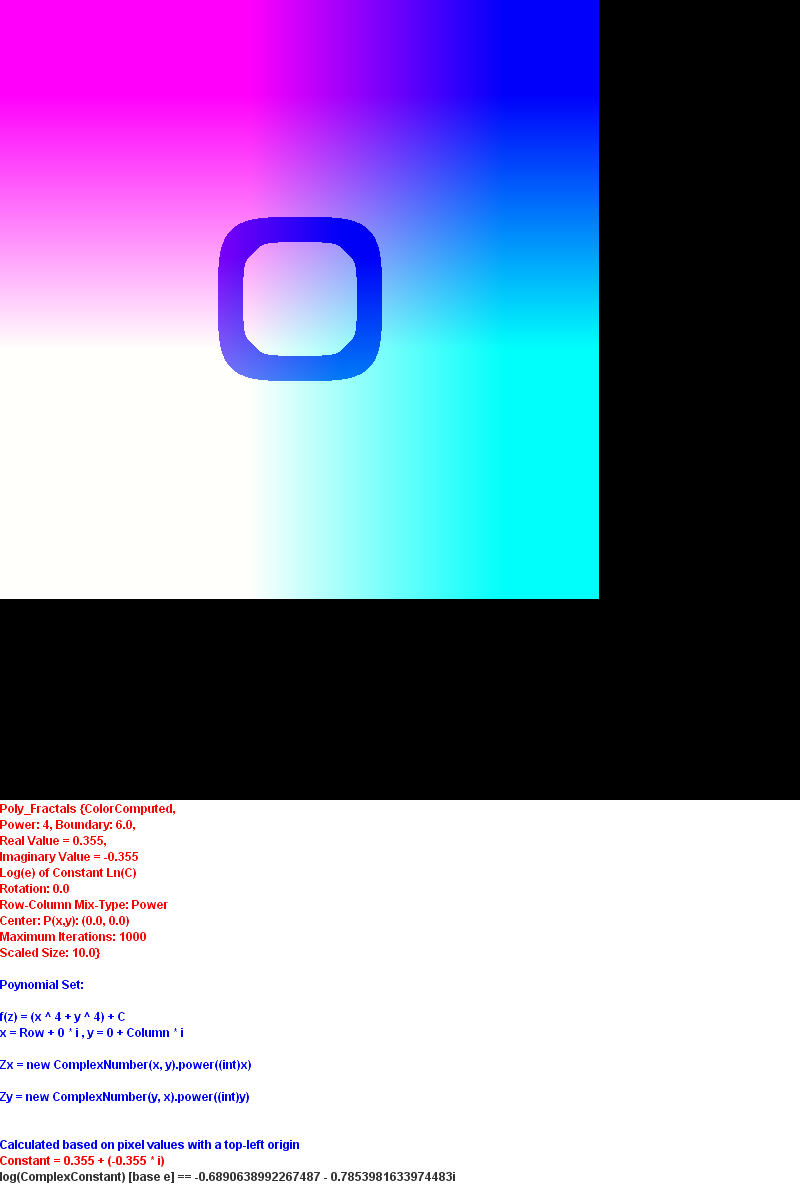 Poly_Fractals {ColorComputed,
Power: 4, Boundary: 6.0,
Real Value = 0.355,
Imaginary Value = -0.355
Log(e) of Constant Ln(C)
Rotation: 0.0
Row-Column Mix-Type: Power
Center: P(x,y): (0.0, 0.0)
Maximum Iterations: 1000
Scaled Size: 10.0}
Poynomial Set:
f(z) = (x ^ 4 + y ^ 4) + C
x = Row + 0 * i , y = 0 + Column * i
Zx = new ComplexNumber(x, y).power((int)x)
Zy = new ComplexNumber(y, x).power((int)y)
Calculated based on pixel values with a top-left origin
Constant = 0.355 + (-0.355 * i)
log(ComplexConstant) [base e] == -0.6890638992267487 - 0.7853981633974483i